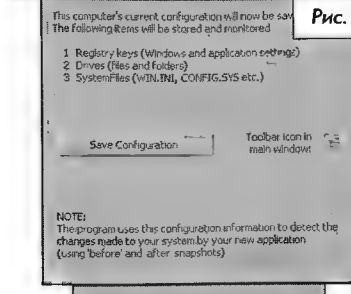 This computer's current configuration will now be sav
Рис.
The following items will be stored and monitored
1 Registry keys (Windows and application settings)
2 Drives (files and folders)
3 SystemFiles (WIN.INI, CONFIG.SYS etc.)
Save Configuration
Toolbar icon in
main window:
NOTE:
The program uses this configuration information to detect the
changes made to your system by your new application
(using 'before' and after snapshots)